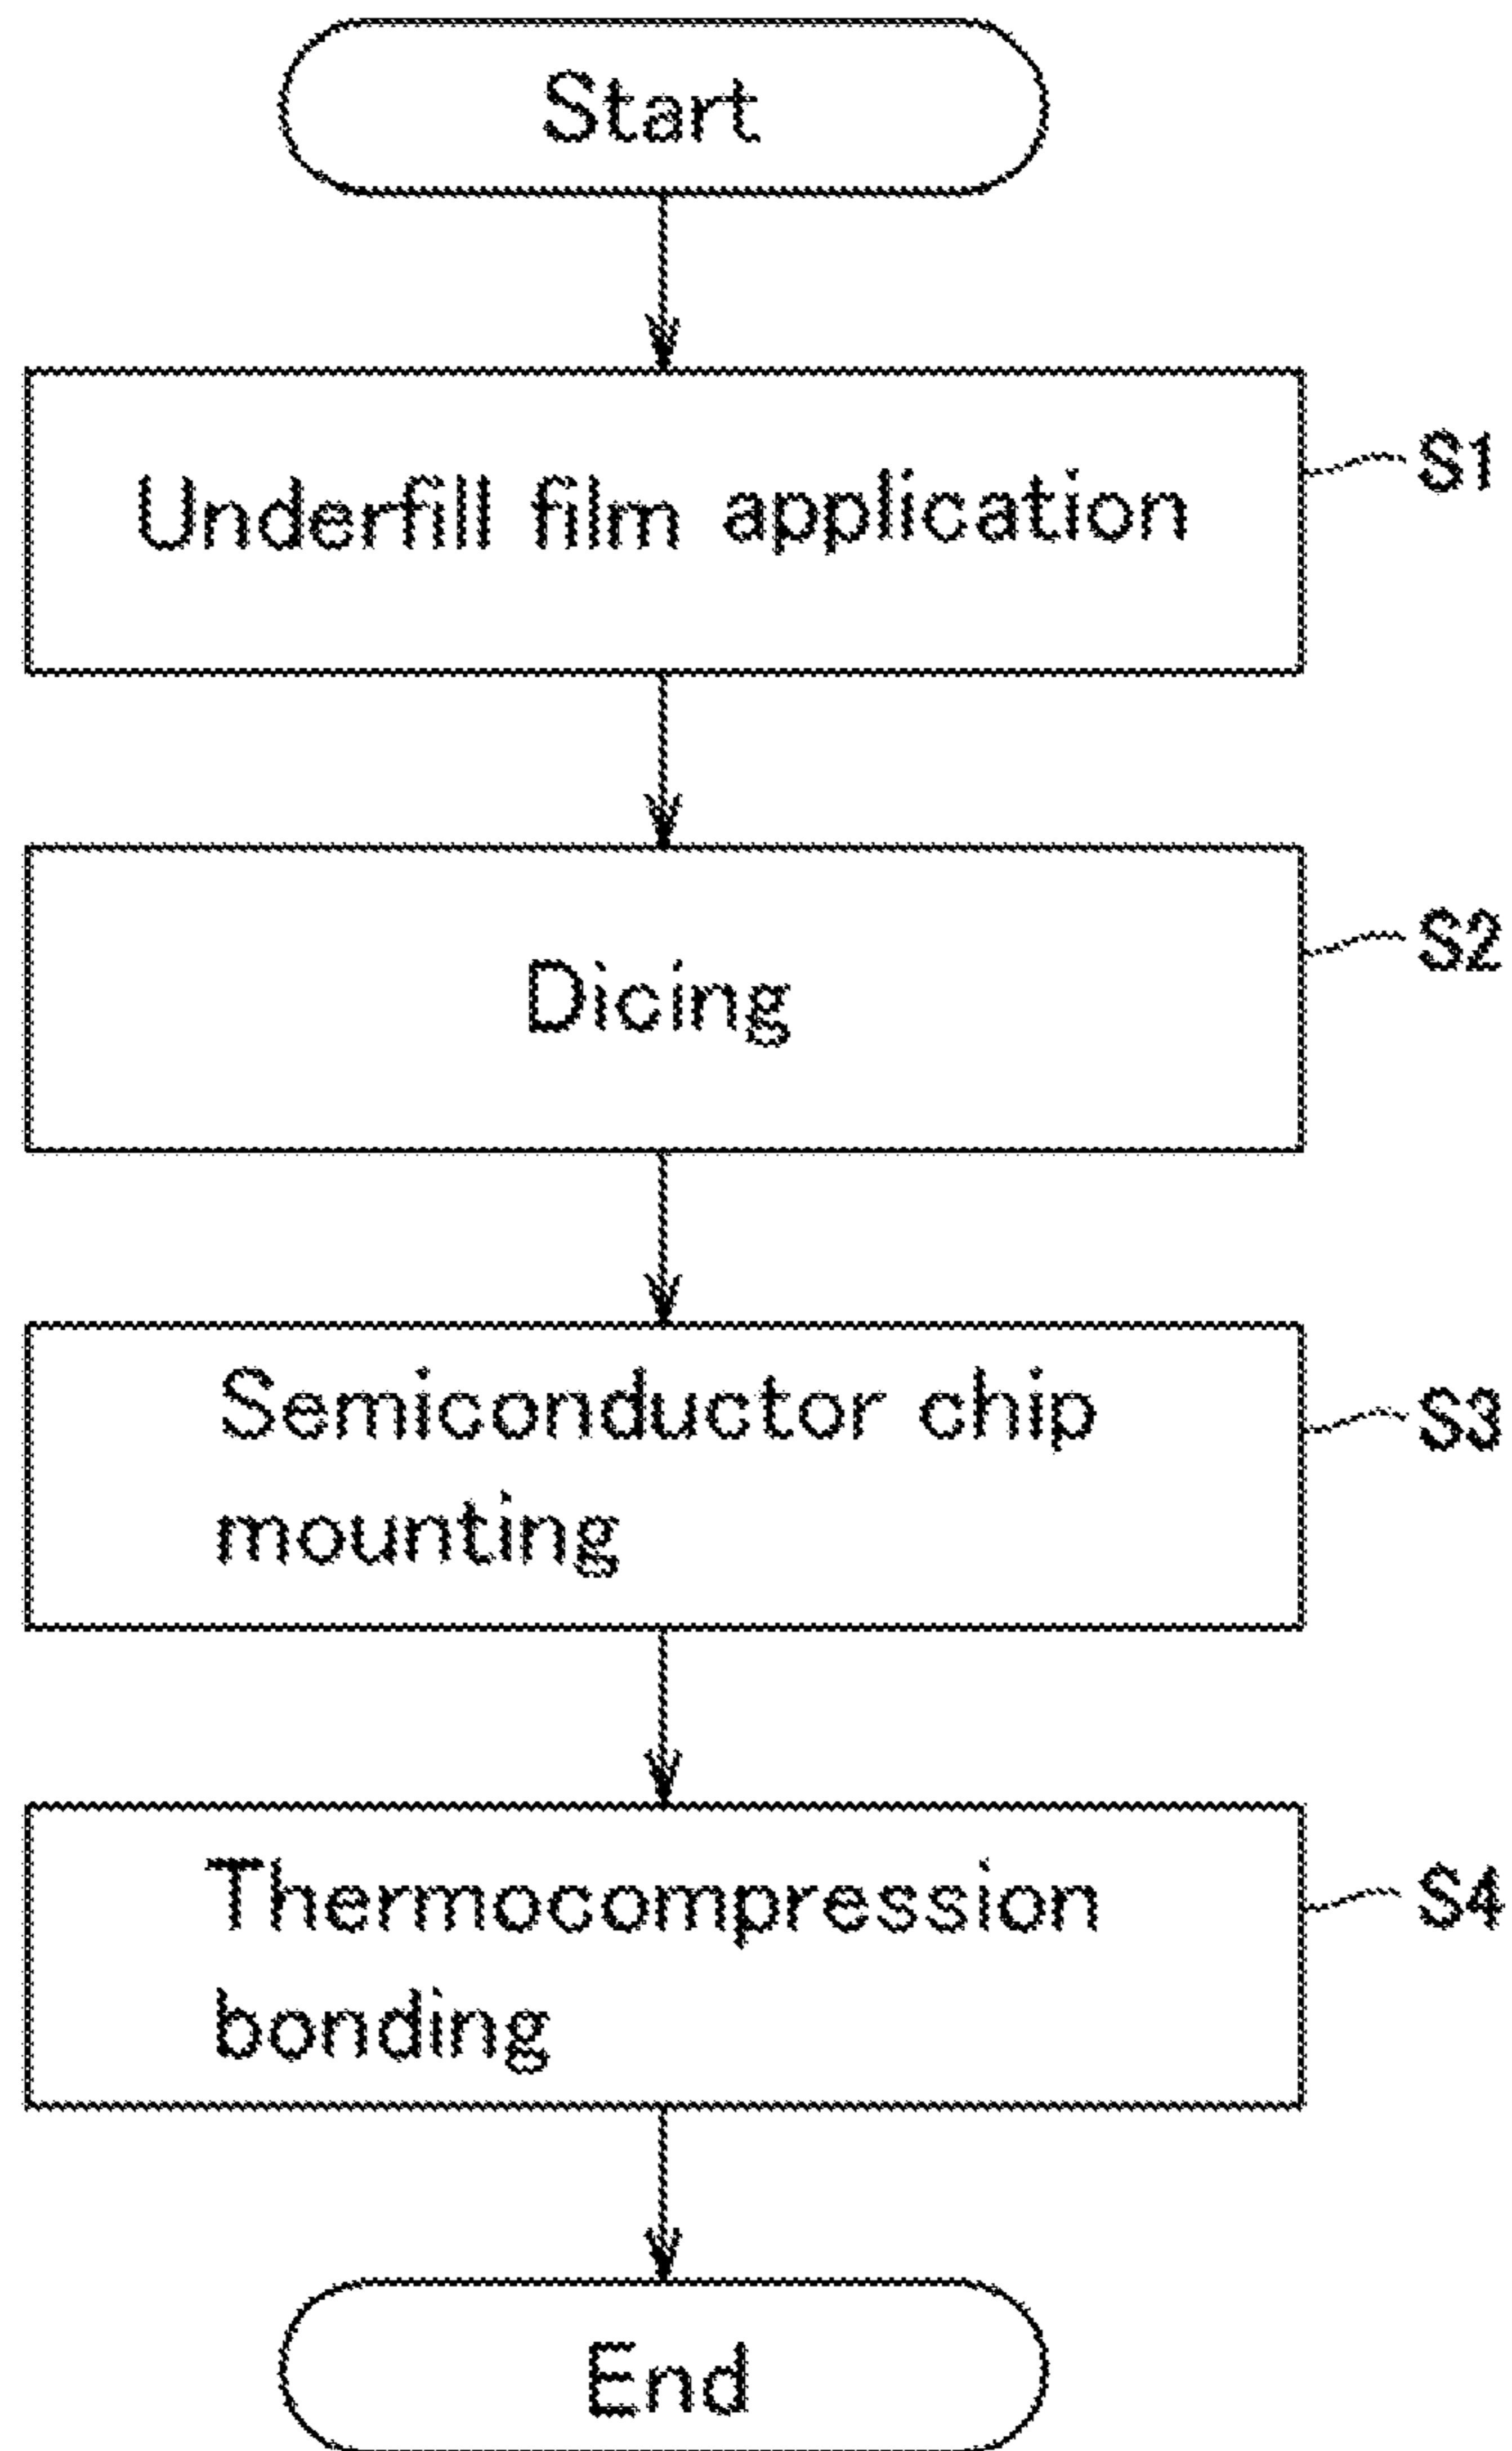 Start
Underfill film application
S1
Dicing
S2
Semiconductor chip
mounting
S3
Thermocompression
bonding
S4
End